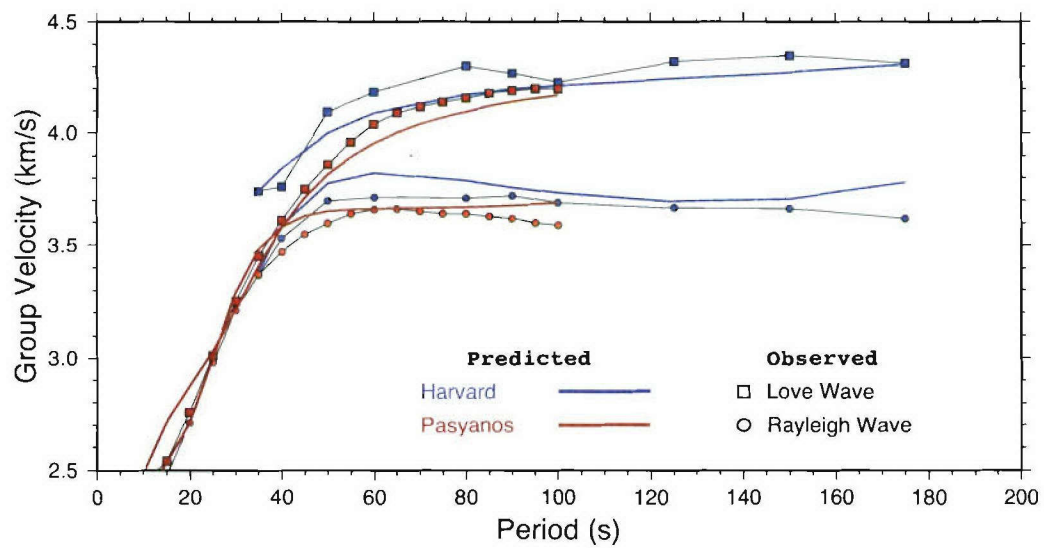 4.5
4.0
3.5
3.0
2.5
Group Velocity (km/s)
Predicted Observed
Harvard Love Wave
Pasyanos Rayleigh Wave
0 20 40 60 80 100 120 140 160 180 200
Period (s)